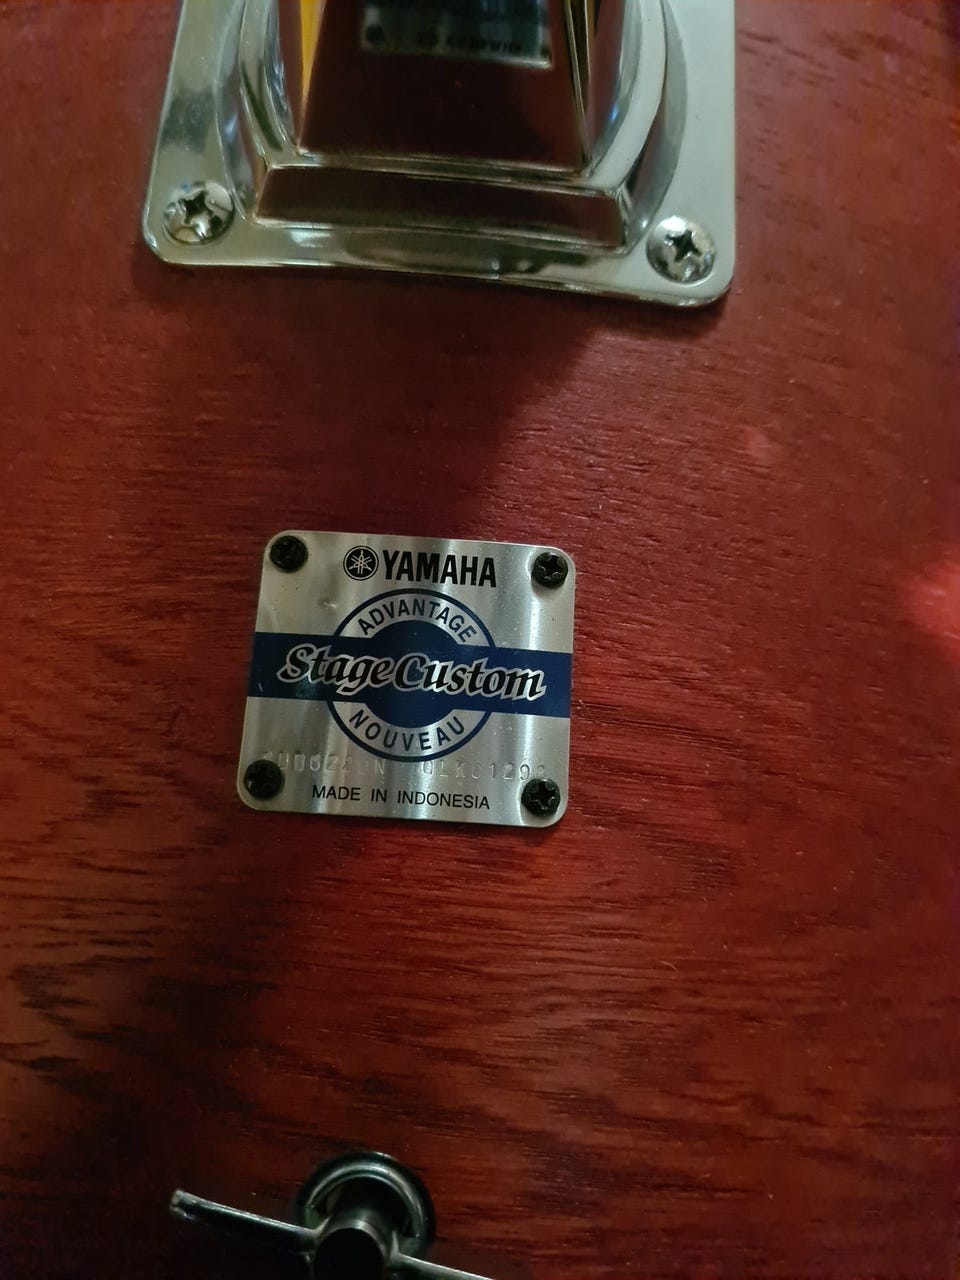 YAMAHA
ADVANTAGE
Stage Custom
NOUVEAU
MADE IN INDONESIA